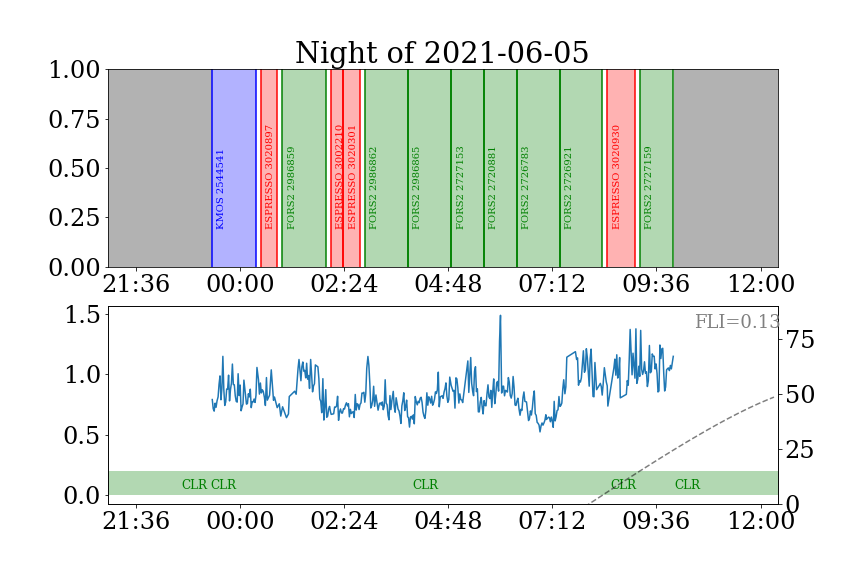 Night of 2021-06-05
1.00
0.75
0.50
0.25
0.00
KMOS 2544541
ESPRESSO 3020897
FORS2 2986859
ESPRESSO 3002210
ESPRESSO 3020301
FORS2 2986862
FORS2 2986865
FORS2 2727153
FORS2 2720881
FORS2 2726783
FORS2 2726921
ESPRESSO 3020930
FORS2 2727159
21:36 00:00 02:24 04:48 07:12 09:36 12:00
1.5
1.0
0.5
0.0
FLI=0.13
75
50
25
0
CLR CLR CLR CLR CLR
21:36 00:00 02:24 04:48 07:12 09:36 12:00